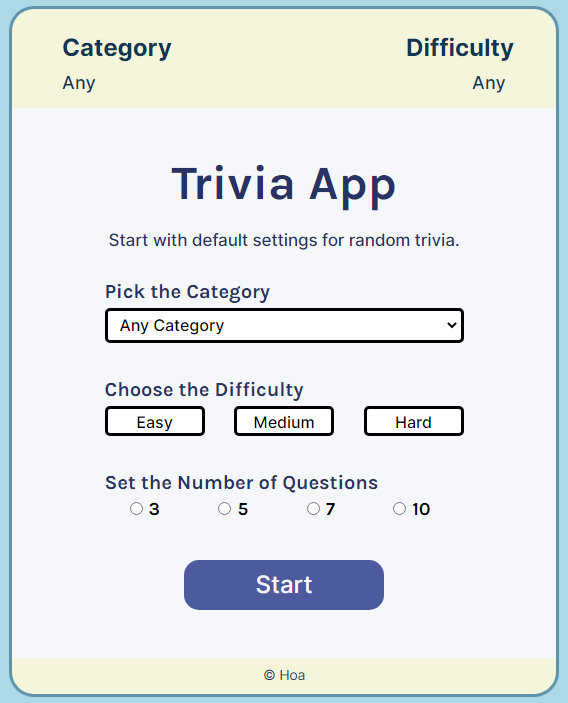 Category Difficulty
Any Any
Trivia App
Start with default settings for random trivia.
Pick the Category
Any Category
Choose the Difficulty
Easy Medium Hard
Set the Number of Questions
3 5 7 10
Start
© Hoa